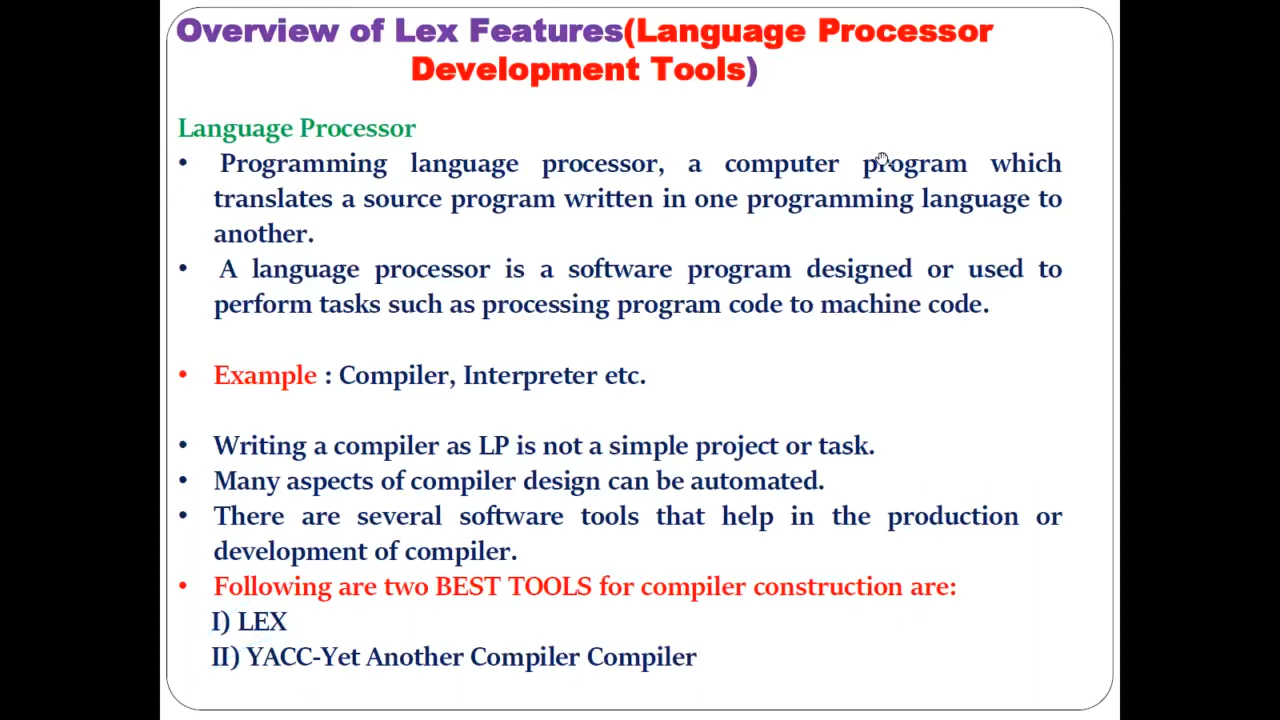 Overview of Lex Features(Language Processor
Development Tools)
Language Processor
• Programming language processor, a computer program which
translates a source program written in one programming language to
another.
• A language processor is a software program designed or used to
perform tasks such as processing program code to machine code.
• Example : Compiler, Interpreter etc.
• Writing a compiler as LP is not a simple project or task.
• Many aspects of compiler design can be automated.
• There are several software tools that help in the production or
development of compiler.
• Following are two BEST TOOLS for compiler construction are:
I) LEX
II) YACC-Yet Another Compiler Compiler